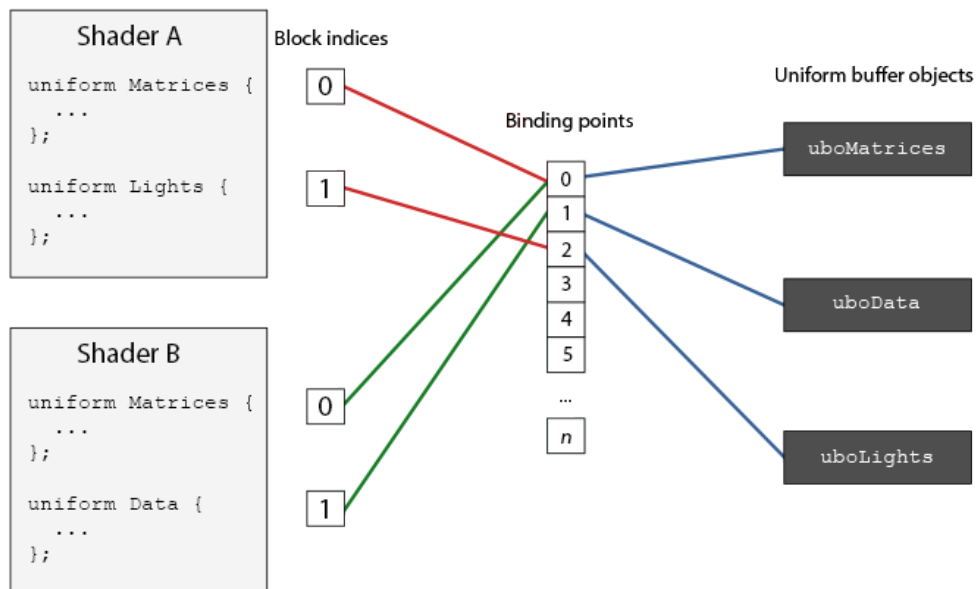 Shader A
uniform Matrices {
...
};
uniform Lights {
...
};
Shader B
uniform Matrices {
...
};
uniform Data {
...
};
Block indices
0
1
0
1
Binding points
0
1
2
3
4
5
...
n
Uniform buffer objects
uboMatrices
uboData
uboLights